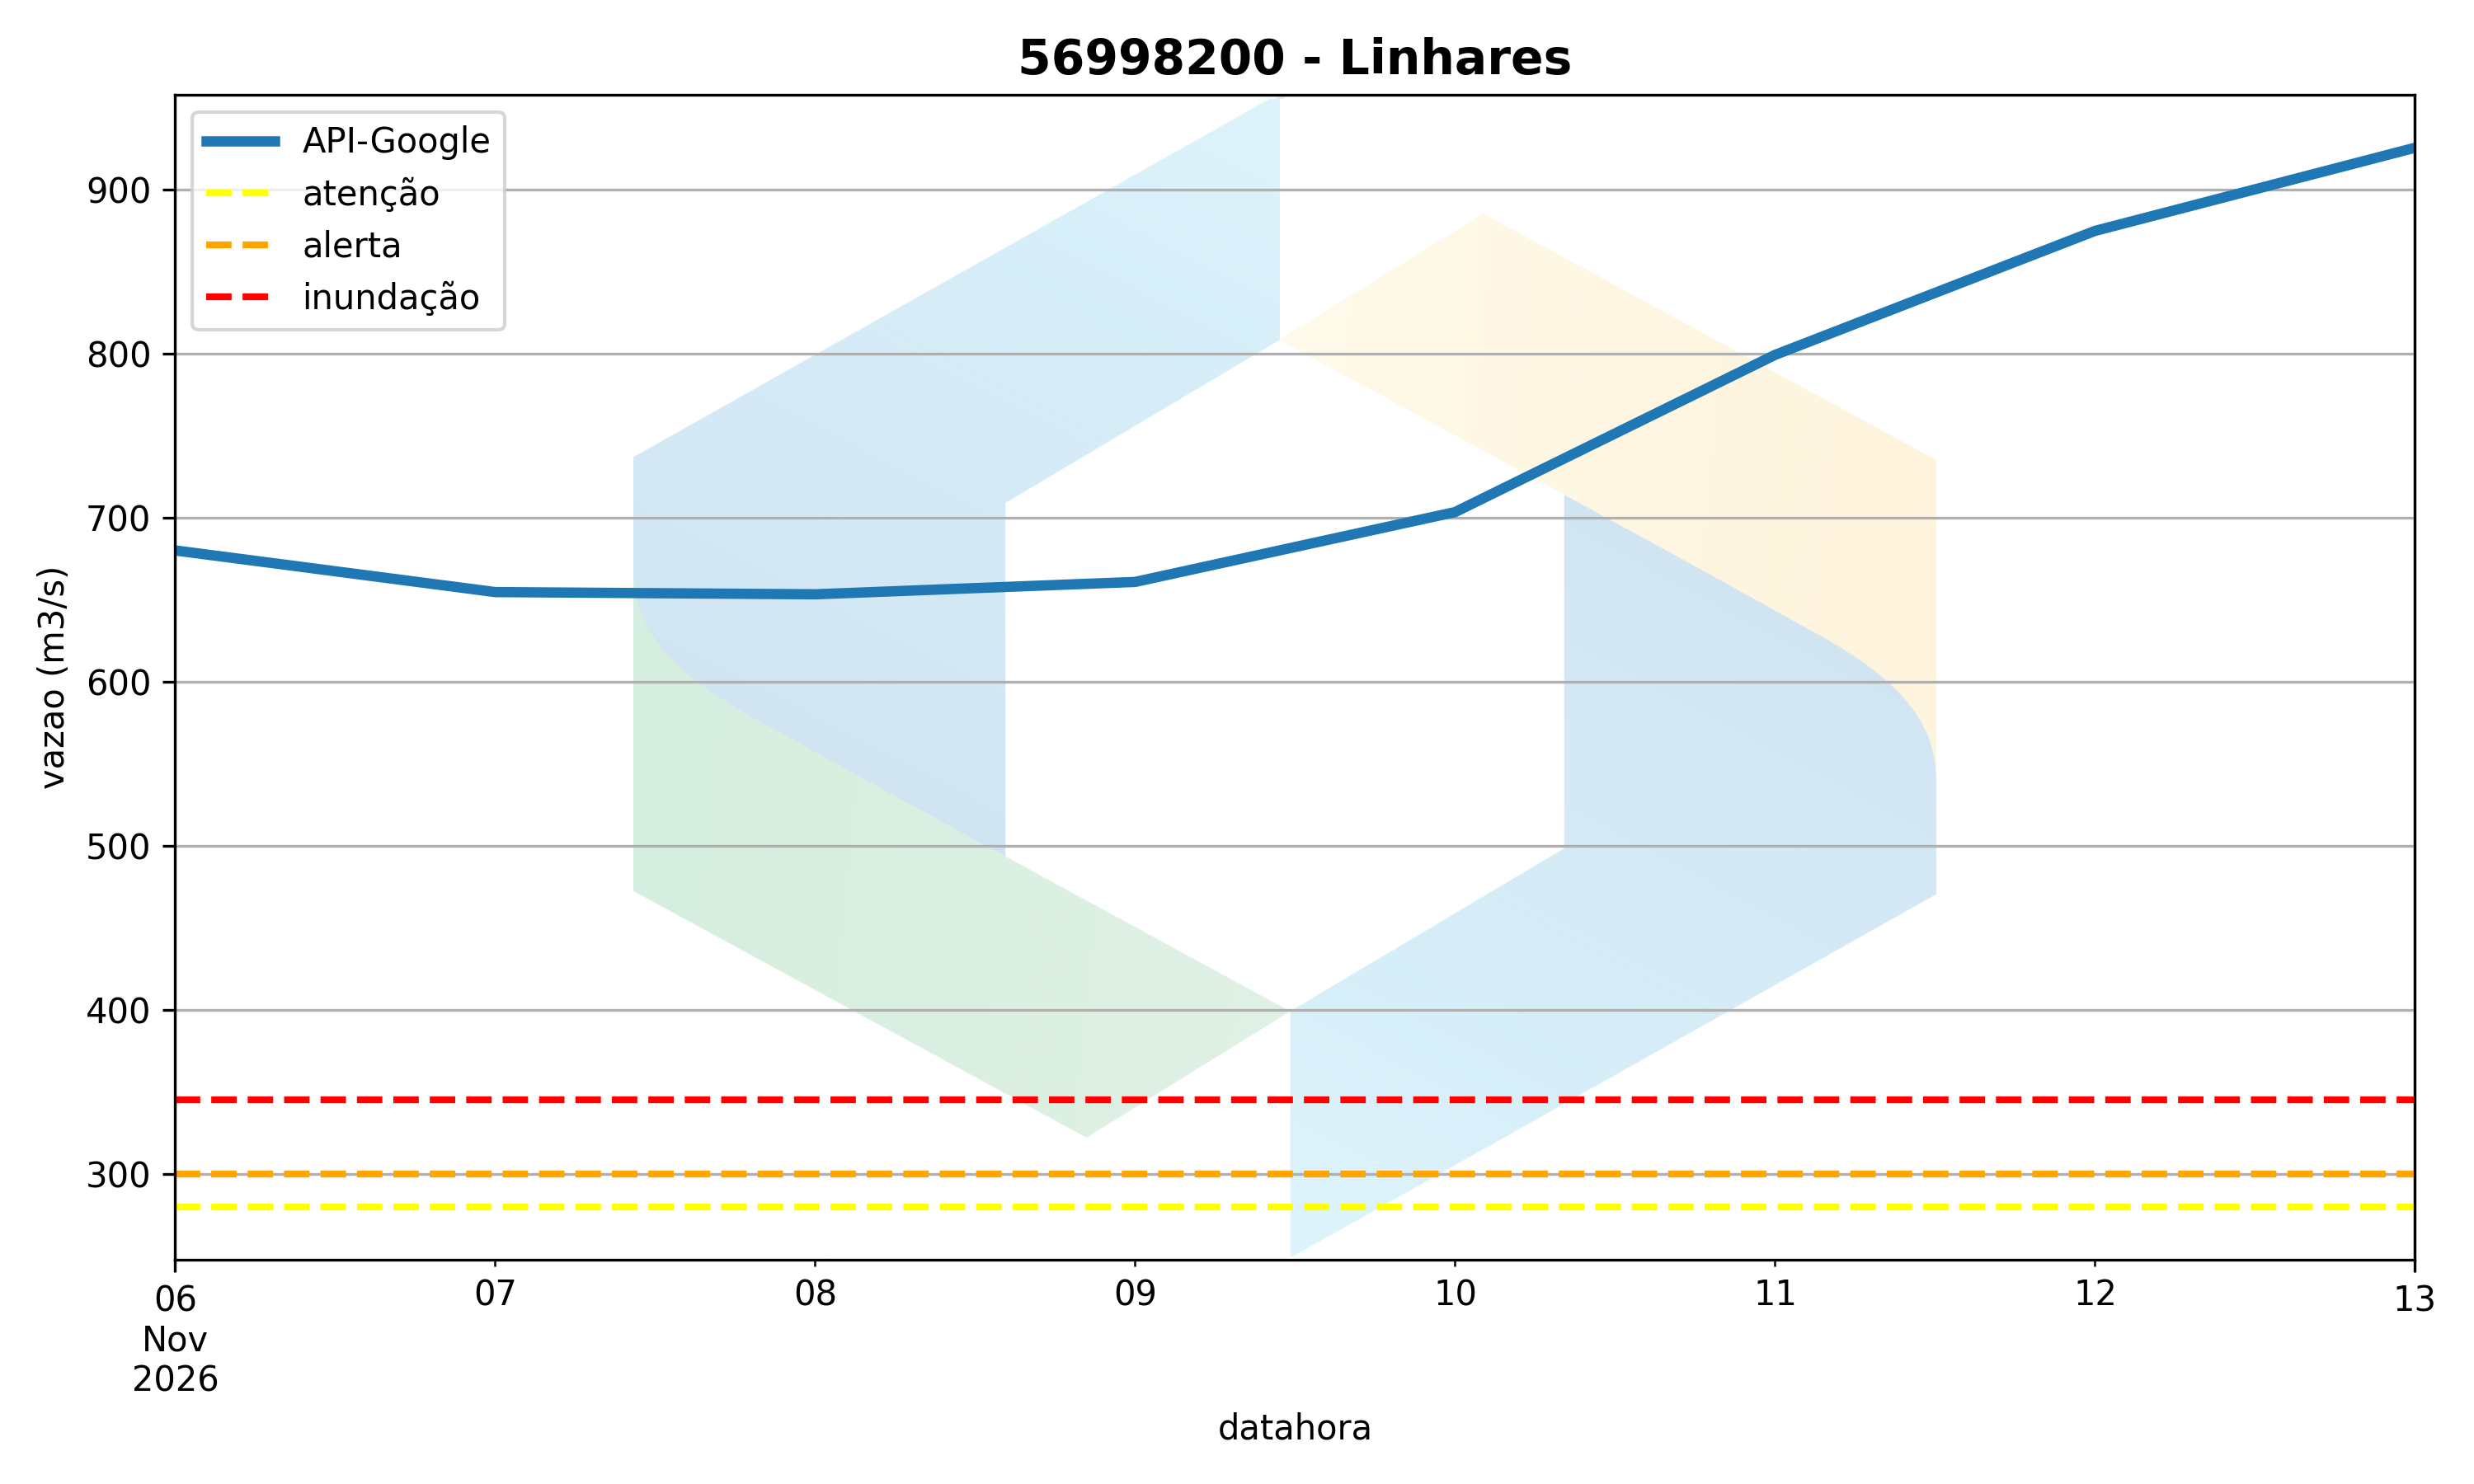 56998200 - Linhares
API-Google
atenção
alerta
inundação
900
800
700
600
500
400
300
vazao (m3/s)
06 07 08 09 10 11 12 13
Nov
2026
datahora